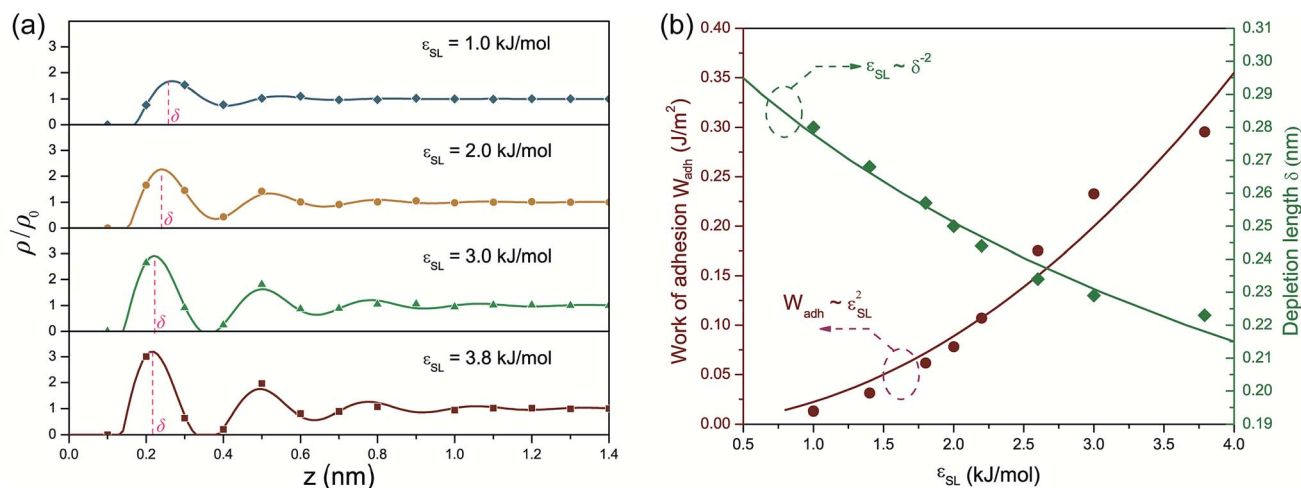 (a)
ε_SL = 1.0 kJ/mol
3
2
1
0
δ
ε_SL = 2.0 kJ/mol
3
2
1
0
δ
ε_SL = 3.0 kJ/mol
3
2
1
0
δ
ε_SL = 3.8 kJ/mol
3
2
1
0
δ
ρ/ρ_0
0.0 0.2 0.4 0.6 0.8 1.0 1.2 1.4
z (nm)
(b)
0.40
0.35
0.30
0.25
0.20
0.15
0.10
0.05
0.00
Work of adhesion W_adh (J/m²)
ε_SL ~ δ⁻²
W_adh ~ ε²_SL
0.31
0.30
0.29
0.28
0.27
0.26
0.25
0.24
0.23
0.22
0.21
0.20
0.19
Depletion length δ (nm)
0.5 1.0 1.5 2.0 2.5 3.0 3.5 4.0
ε_SL (kJ/mol)